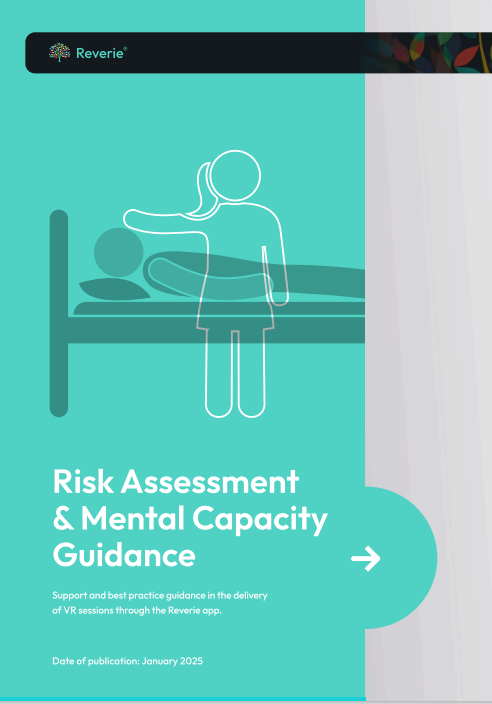 Reverie®
Risk Assessment
& Mental Capacity
Guidance
Support and best practice guidance in the delivery
of VR sessions through the Reverie app.
Date of publication: January 2025